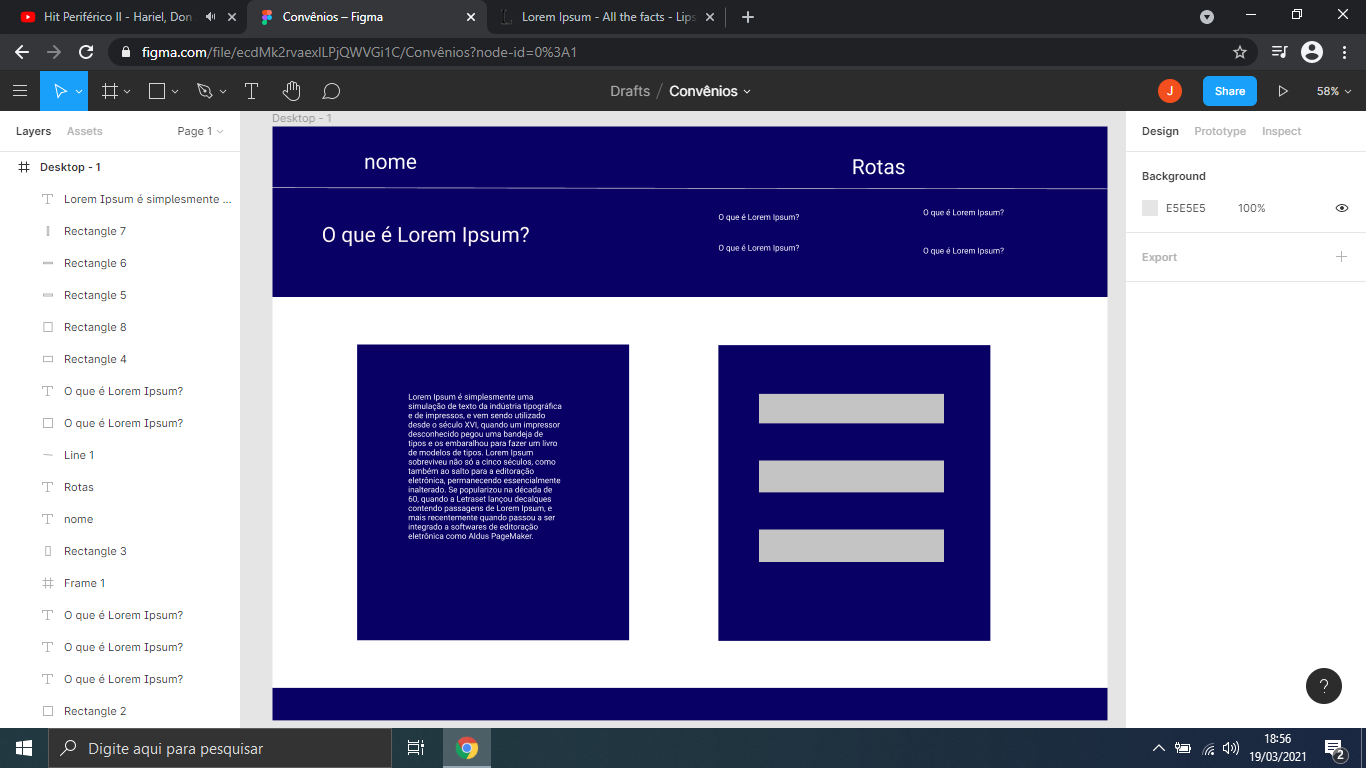 Hit Periférico II - Hariel, Don
Convênios – Figma
Lorem Ipsum - All the facts - Lips
figma.com/file/ecdMk2rvaexlLPjQWVGi1C/Convênios?node-id=0%3A1
Drafts / Convênios
J
Share
58%
Layers
Assets
Page 1
Desktop - 1
Lorem Ipsum é simplesmente ...
Rectangle 7
Rectangle 6
Rectangle 5
Rectangle 8
Rectangle 4
O que é Lorem Ipsum?
O que é Lorem Ipsum?
Line 1
Rotas
nome
Rectangle 3
Frame 1
O que é Lorem Ipsum?
O que é Lorem Ipsum?
O que é Lorem Ipsum?
Rectangle 2
Desktop - 1
nome
Rotas
O que é Lorem Ipsum?
O que é Lorem Ipsum?
O que é Lorem Ipsum?
O que é Lorem Ipsum?
O que é Lorem Ipsum?
Lorem Ipsum é simplesmente uma
simulação de texto da indústria tipográfica
e de impressos, e vem sendo utilizado
desde o século XVI, quando um impressor
desconhecido pegou uma bandeja de
tipos e os embaralhou para fazer um livro
de modelos de tipos. Lorem Ipsum
sobreviveu não só a cinco séculos, como
também ao salto para a editoração
eletrônica, permanecendo essencialmente
inalterado. Se popularizou na década de
60, quando a Letraset lançou decalques
contendo passagens de Lorem Ipsum, e
mais recentemente quando passou a ser
integrado a softwares de editoração
eletrônica como Aldus PageMaker.
Design
Prototype
Inspect
Background
E5E5E5
100%
Export
?
Digite aqui para pesquisar
18:56
19/03/2021
2